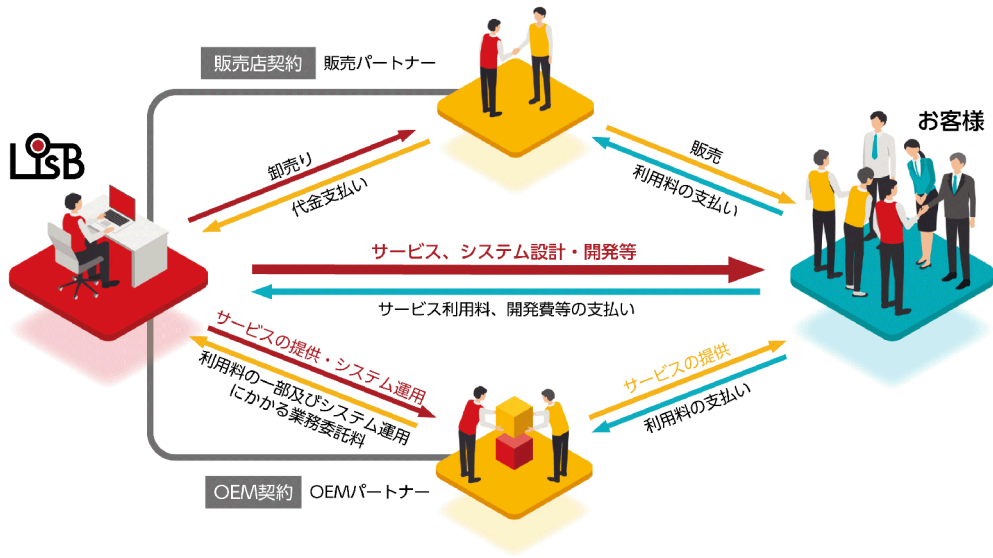 販売店契約 販売パートナー
お客様
LisB
卸売り
代金支払い
販売
利用料の支払い
サービス、システム設計・開発等
サービス利用料、開発費等の支払い
サービスの提供・システム運用
利用料の一部及びシステム運用
にかかる業務委託料
サービスの提供
利用料の支払い
OEM契約 OEMパートナー